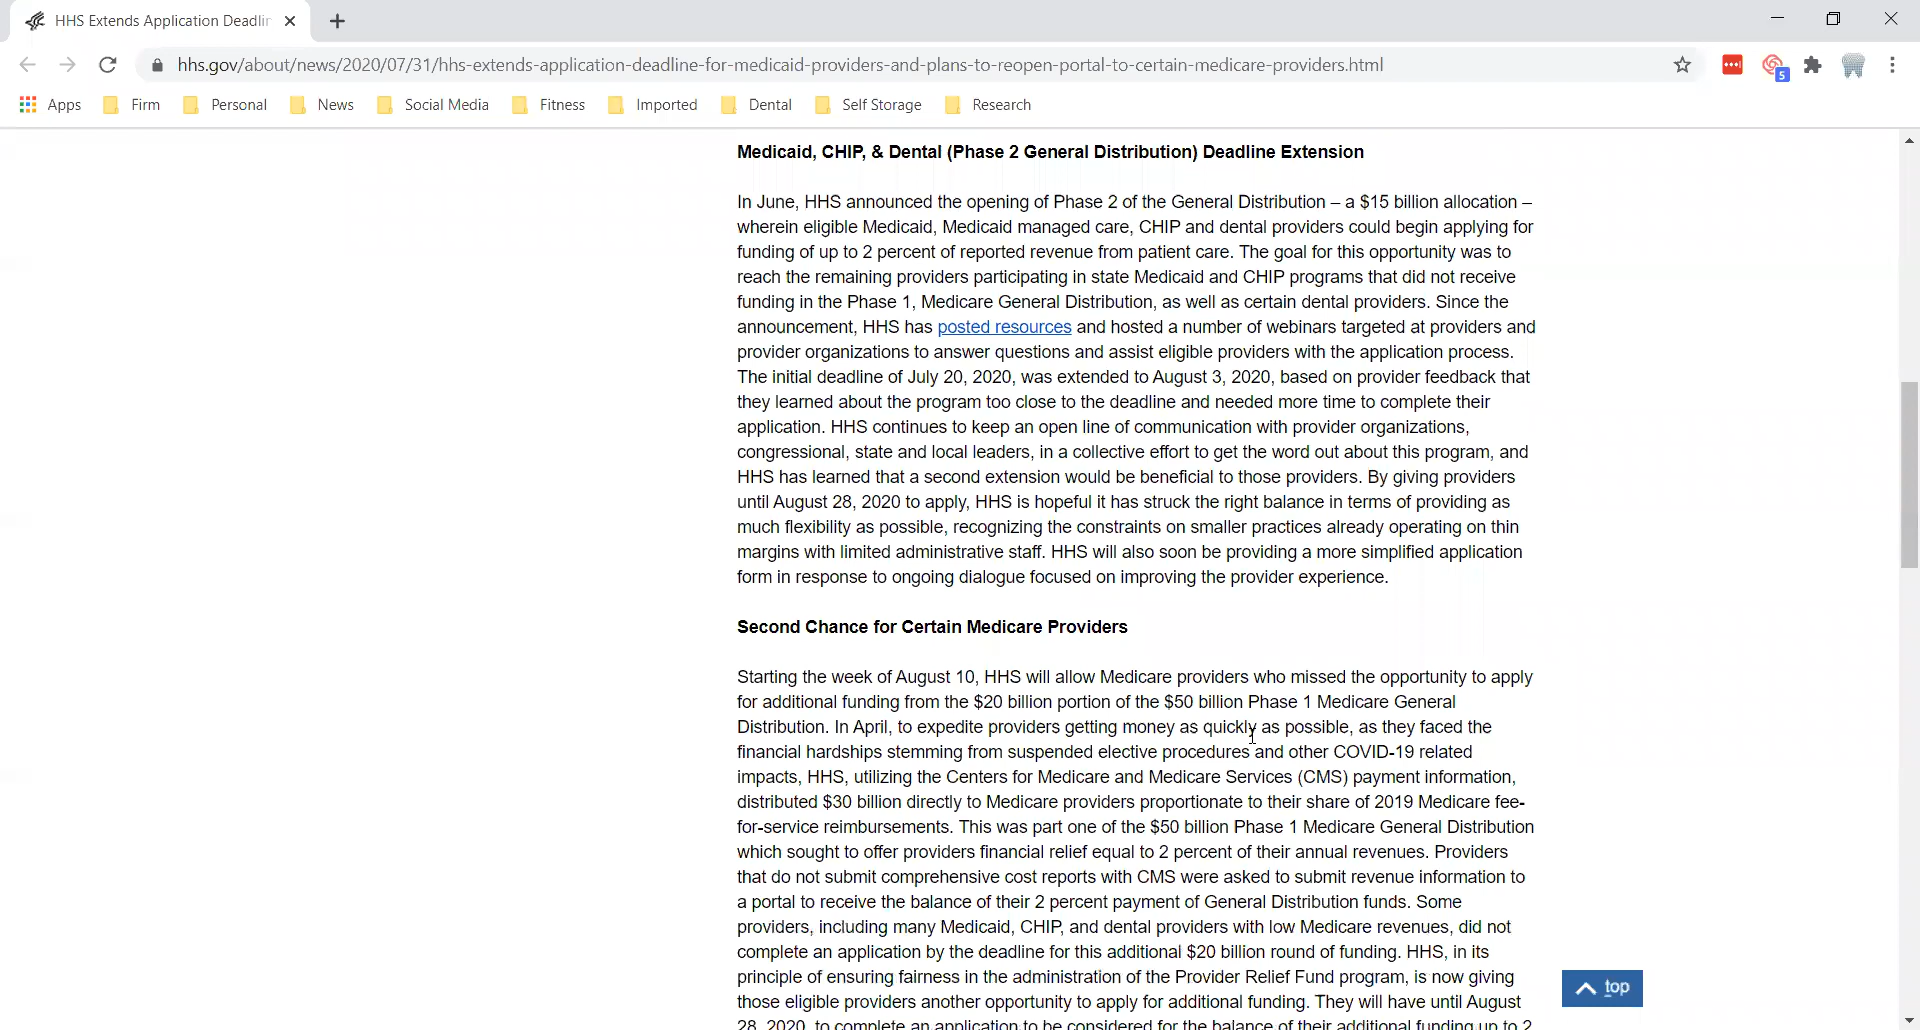 HHS Extends Application Deadlin
hhs.gov/about/news/2020/07/31/hhs-extends-application-deadline-for-medicaid-providers-and-plans-to-reopen-portal-to-certain-medicare-providers.html
5
Apps Firm Personal News Social Media Fitness Imported Dental Self Storage Research
Medicaid, CHIP, & Dental (Phase 2 General Distribution) Deadline Extension
In June, HHS announced the opening of Phase 2 of the General Distribution – a $15 billion allocation –
wherein eligible Medicaid, Medicaid managed care, CHIP and dental providers could begin applying for
funding of up to 2 percent of reported revenue from patient care. The goal for this opportunity was to
reach the remaining providers participating in state Medicaid and CHIP programs that did not receive
funding in the Phase 1, Medicare General Distribution, as well as certain dental providers. Since the
announcement, HHS has posted resources and hosted a number of webinars targeted at providers and
provider organizations to answer questions and assist eligible providers with the application process.
The initial deadline of July 20, 2020, was extended to August 3, 2020, based on provider feedback that
they learned about the program too close to the deadline and needed more time to complete their
application. HHS continues to keep an open line of communication with provider organizations,
congressional, state and local leaders, in a collective effort to get the word out about this program, and
HHS has learned that a second extension would be beneficial to those providers. By giving providers
until August 28, 2020 to apply, HHS is hopeful it has struck the right balance in terms of providing as
much flexibility as possible, recognizing the constraints on smaller practices already operating on thin
margins with limited administrative staff. HHS will also soon be providing a more simplified application
form in response to ongoing dialogue focused on improving the provider experience.
Second Chance for Certain Medicare Providers
Starting the week of August 10, HHS will allow Medicare providers who missed the opportunity to apply
for additional funding from the $20 billion portion of the $50 billion Phase 1 Medicare General
Distribution. In April, to expedite providers getting money as quickly as possible, as they faced the
financial hardships stemming from suspended elective procedures and other COVID-19 related
impacts, HHS, utilizing the Centers for Medicare and Medicare Services (CMS) payment information,
distributed $30 billion directly to Medicare providers proportionate to their share of 2019 Medicare fee-
for-service reimbursements. This was part one of the $50 billion Phase 1 Medicare General Distribution
which sought to offer providers financial relief equal to 2 percent of their annual revenues. Providers
that do not submit comprehensive cost reports with CMS were asked to submit revenue information to
a portal to receive the balance of their 2 percent payment of General Distribution funds. Some
providers, including many Medicaid, CHIP, and dental providers with low Medicare revenues, did not
complete an application by the deadline for this additional $20 billion round of funding. HHS, in its
principle of ensuring fairness in the administration of the Provider Relief Fund program, is now giving
those eligible providers another opportunity to apply for additional funding. They will have until August
28, 2020, to complete an application to be considered for the balance of their additional funding up to 2
top